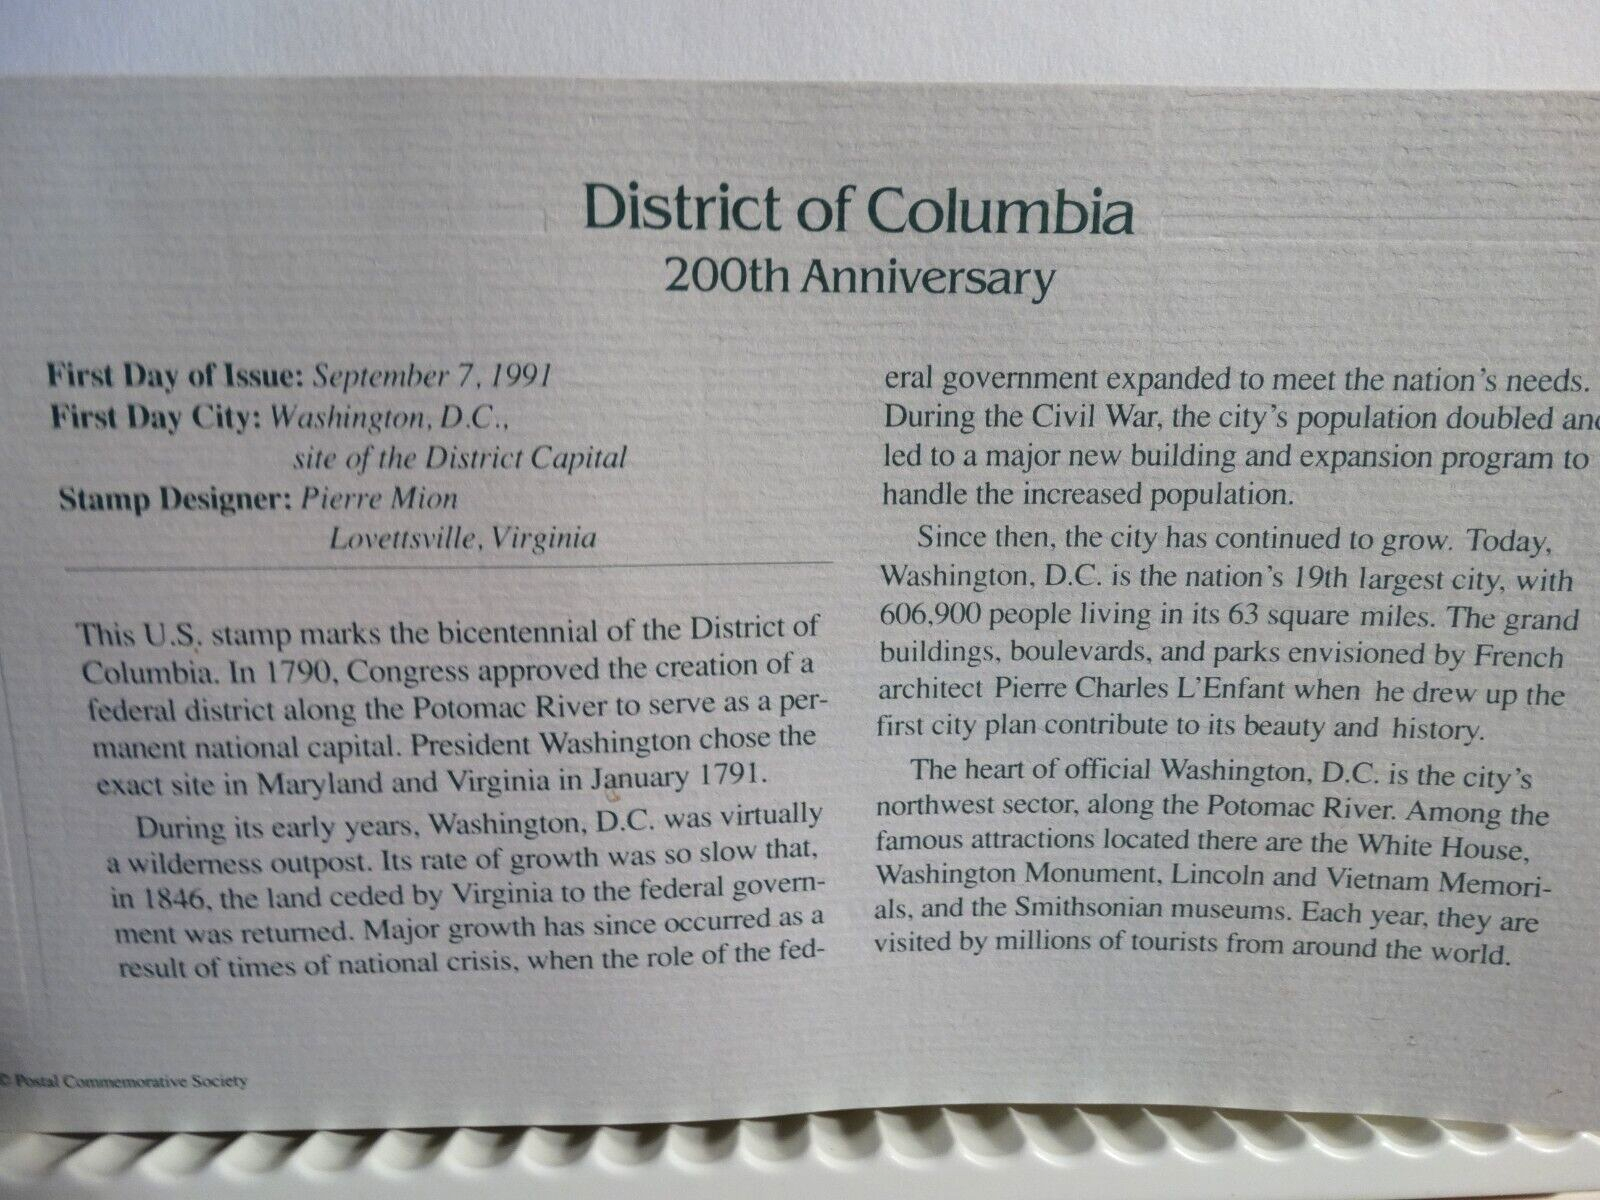 District of Columbia
200th Anniversary
First Day of Issue: September 7, 1991
First Day City: Washington, D.C.,
site of the District Capital
Stamp Designer: Pierre Mion
Lovettsville, Virginia
This U.S. stamp marks the bicentennial of the District of
Columbia. In 1790, Congress approved the creation of a
federal district along the Potomac River to serve as a per-
manent national capital. President Washington chose the
exact site in Maryland and Virginia in January 1791.
During its early years, Washington, D.C. was virtually
a wilderness outpost. Its rate of growth was so slow that,
in 1846, the land ceded by Virginia to the federal govern-
ment was returned. Major growth has since occurred as a
result of times of national crisis, when the role of the fed-
eral government expanded to meet the nation's needs.
During the Civil War, the city's population doubled and
led to a major new building and expansion program to
handle the increased population.
Since then, the city has continued to grow. Today,
Washington, D.C. is the nation's 19th largest city, with
606,900 people living in its 63 square miles. The grand
buildings, boulevards, and parks envisioned by French
architect Pierre Charles L'Enfant when he drew up the
first city plan contribute to its beauty and history.
The heart of official Washington, D.C. is the city's
northwest sector, along the Potomac River. Among the
famous attractions located there are the White House,
Washington Monument, Lincoln and Vietnam Memori-
als, and the Smithsonian museums. Each year, they are
visited by millions of tourists from around the world.
© Postal Commemorative Society